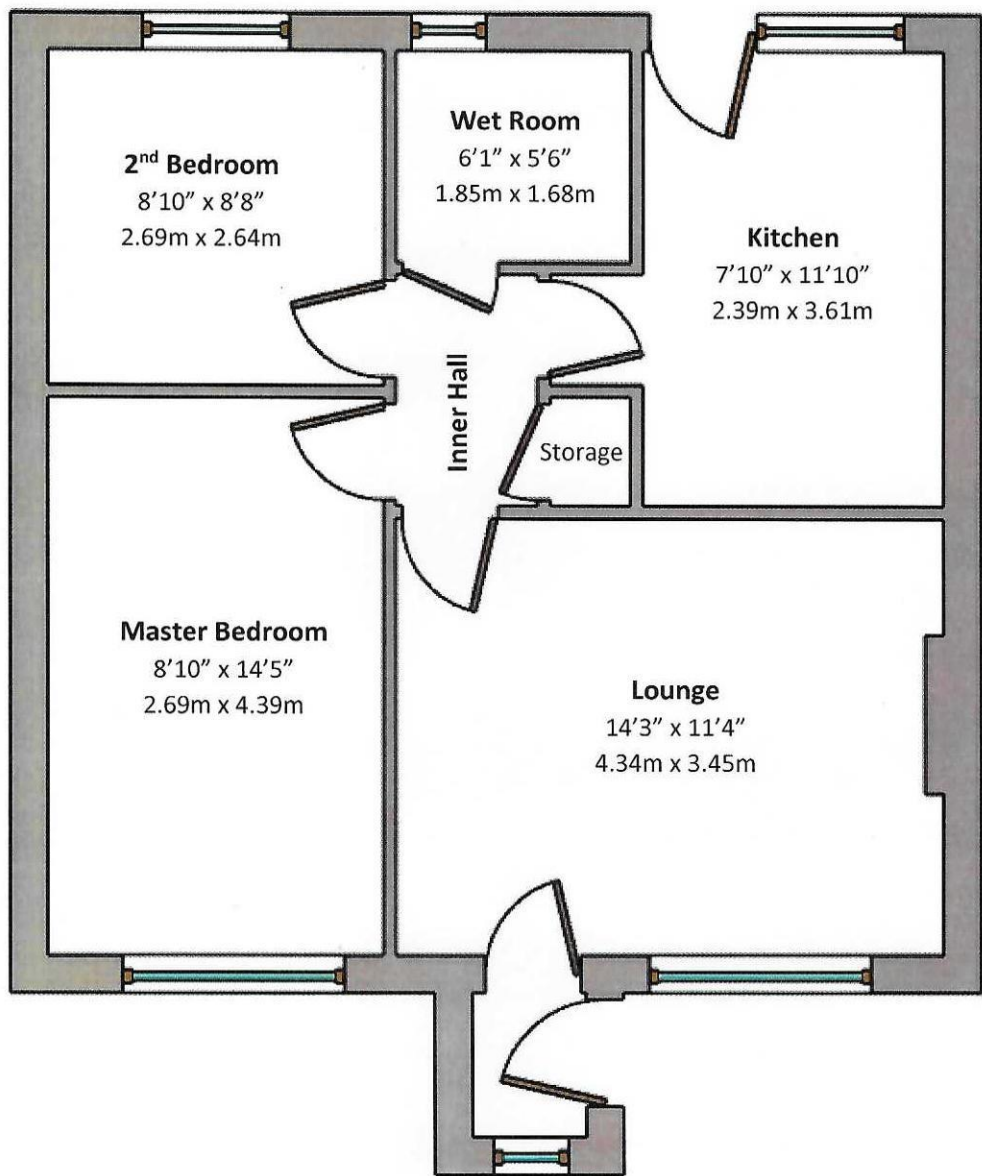 2nd Bedroom
8'10” x 8'8”
2.69m x 2.64m
Wet Room
6'1” x 5'6”
1.85m x 1.68m
Kitchen
7'10” x 11'10”
2.39m x 3.61m
Inner Hall
Storage
Master Bedroom
8'10” x 14'5”
2.69m x 4.39m
Lounge
14'3” x 11'4”
4.34m x 3.45m